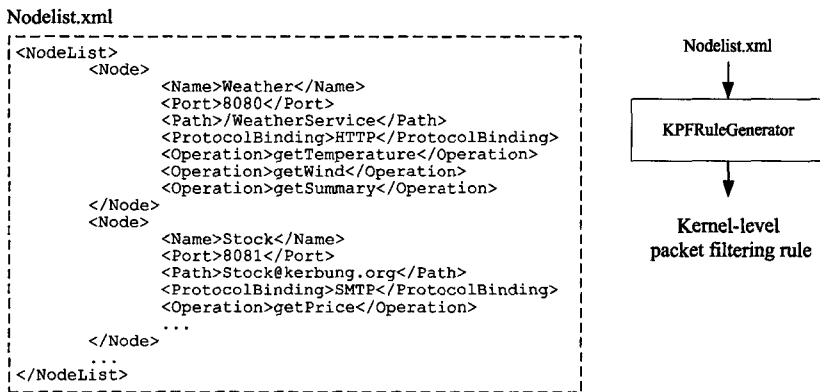 Nodelist.xml
<NodeList>
<Node>
<Name>Weather</Name>
<Port>8080</Port>
<Path>/WeatherService</Path>
<ProtocolBinding>HTTP</ProtocolBinding>
<Operation>getTemperature</Operation>
<Operation>getWind</Operation>
<Operation>getSummary</Operation>
</Node>
<Node>
<Name>Stock</Name>
<Port>8081</Port>
<Path>Stock@kerbung.org</Path>
<ProtocolBinding>SMTP</ProtocolBinding>
<Operation>getPrice</Operation>
...
</Node>
...
</NodeList>
Nodelist.xml
KPFRuleGenerator
Kernel-level
packet filtering rule